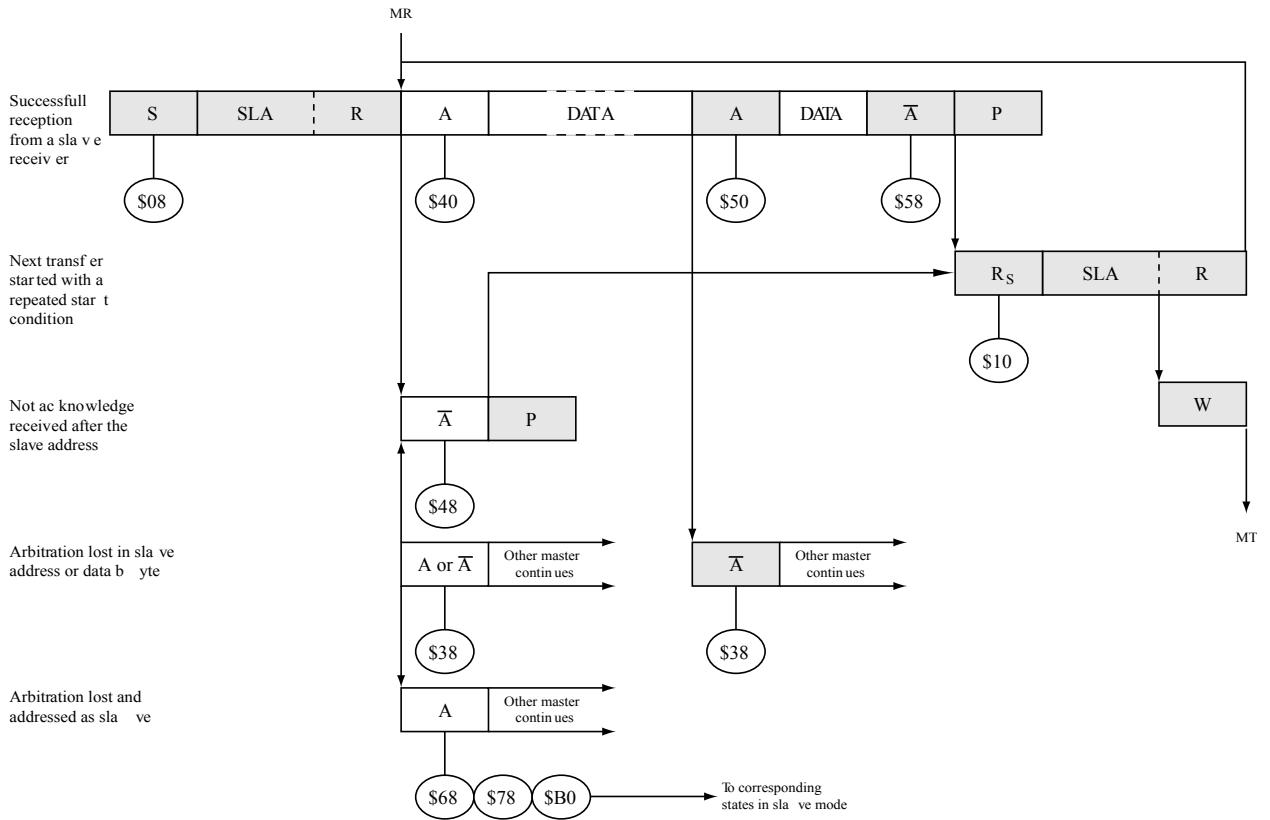 MR
Successfull
reception
from a sla v e
receiv er
S SLA R A DATA A DATA A̅ P
$08 $40 $50 $58
Next transf er
star ted with a
repeated star t
condition
RS SLA R
$10
Not ac knowledge
received after the
slave address
A̅ P
W
$48
MT
Arbitration lost in sla ve
address or data b yte
A or A̅ Other master
contin ues
A̅ Other master
contin ues
$38 $38
Arbitration lost and
addressed as sla ve
A Other master
contin ues
$68 $78 $B0 To corresponding
states in sla ve mode